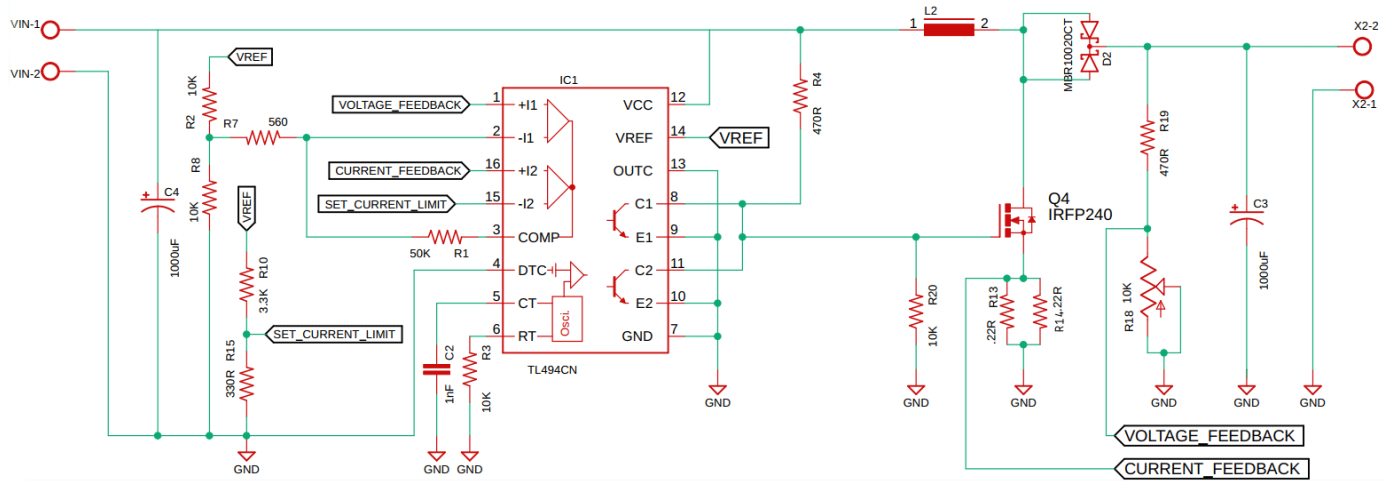 VIN-1
VIN-2
VREF
10K
R2
R7
560
R8
10K
C4
+
1000uF
VREF
R10
3.3K
SET_CURRENT_LIMIT
R15
330R
GND
VOLTAGE_FEEDBACK
CURRENT_FEEDBACK
SET_CURRENT_LIMIT
50K
R1
C2
1nF
GND
R3
10K
GND
IC1
1
+I1
2
-I1
16
+I2
15
-I2
3
COMP
4
DTC
5
CT
6
RT
Osci.
VCC
12
VREF
14
OUTC
13
C1
8
E1
9
C2
11
E2
10
GND
7
TL494CN
VREF
GND
R4
470R
L2
1
2
R20
10K
GND
Q4
IRFP240
R13
.22R
R14
.22R
GND
MBR10020CT
D2
R19
470R
R18
10K
GND
C3
+
1000uF
GND
X2-2
X2-1
GND
VOLTAGE_FEEDBACK
CURRENT_FEEDBACK